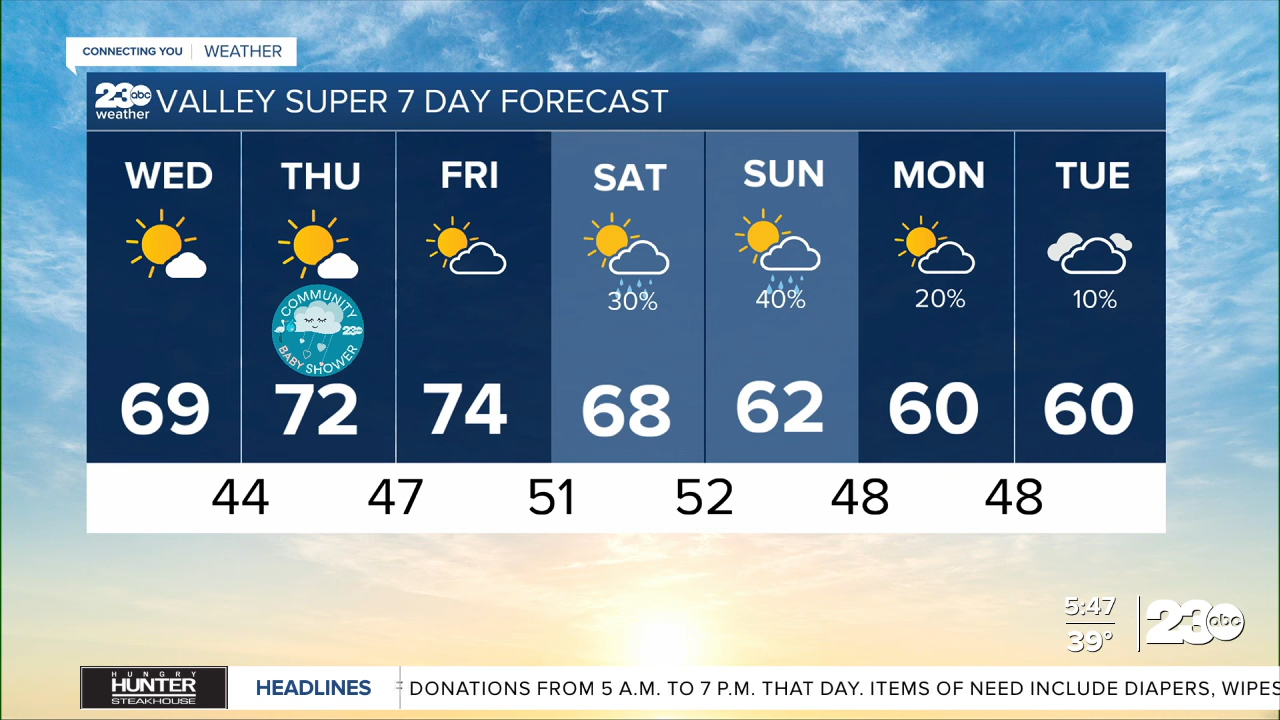 CONNECTING YOU | WEATHER
23 abc
weather
VALLEY SUPER 7 DAY FORECAST
WED THU FRI SAT SUN MON TUE
COMMUNITY
23
BABY SHOWER
30% 40% 20% 10%
69 72 74 68 62 60 60
44 47 51 52 48 48
5:47
39°
23 abc
HUNGRY
HUNTER
STEAKHOUSE
HEADLINES
DONATIONS FROM 5 A.M. TO 7 P.M. THAT DAY. ITEMS OF NEED INCLUDE DIAPERS, WIPES